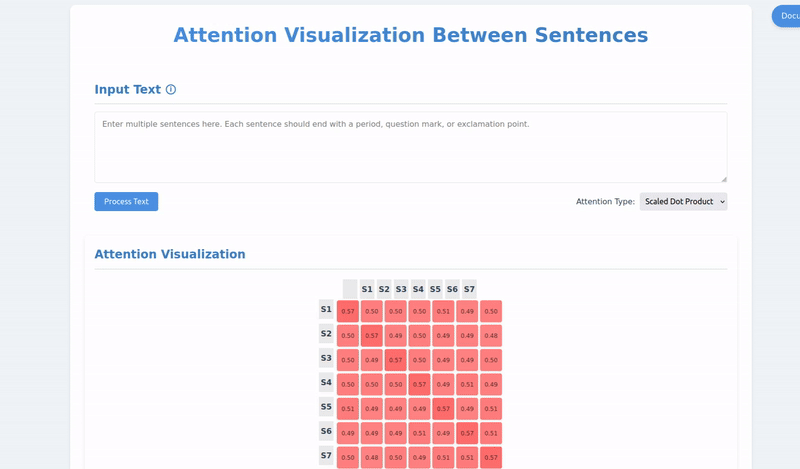 Docu
Attention Visualization Between Sentences
Input Text ⓘ
Enter multiple sentences here. Each sentence should end with a period, question mark, or exclamation point.
Process Text
Attention Type: Scaled Dot Product
Attention Visualization
S1 S2 S3 S4 S5 S6 S7
S1 0.57 0.50 0.50 0.50 0.51 0.49 0.50
S2 0.50 0.57 0.49 0.50 0.49 0.49 0.48
S3 0.50 0.49 0.57 0.50 0.49 0.49 0.50
S4 0.50 0.50 0.50 0.57 0.49 0.51 0.49
S5 0.51 0.49 0.49 0.49 0.57 0.49 0.51
S6 0.49 0.49 0.49 0.51 0.49 0.57 0.51
S7 0.50 0.48 0.50 0.49 0.51 0.51 0.57